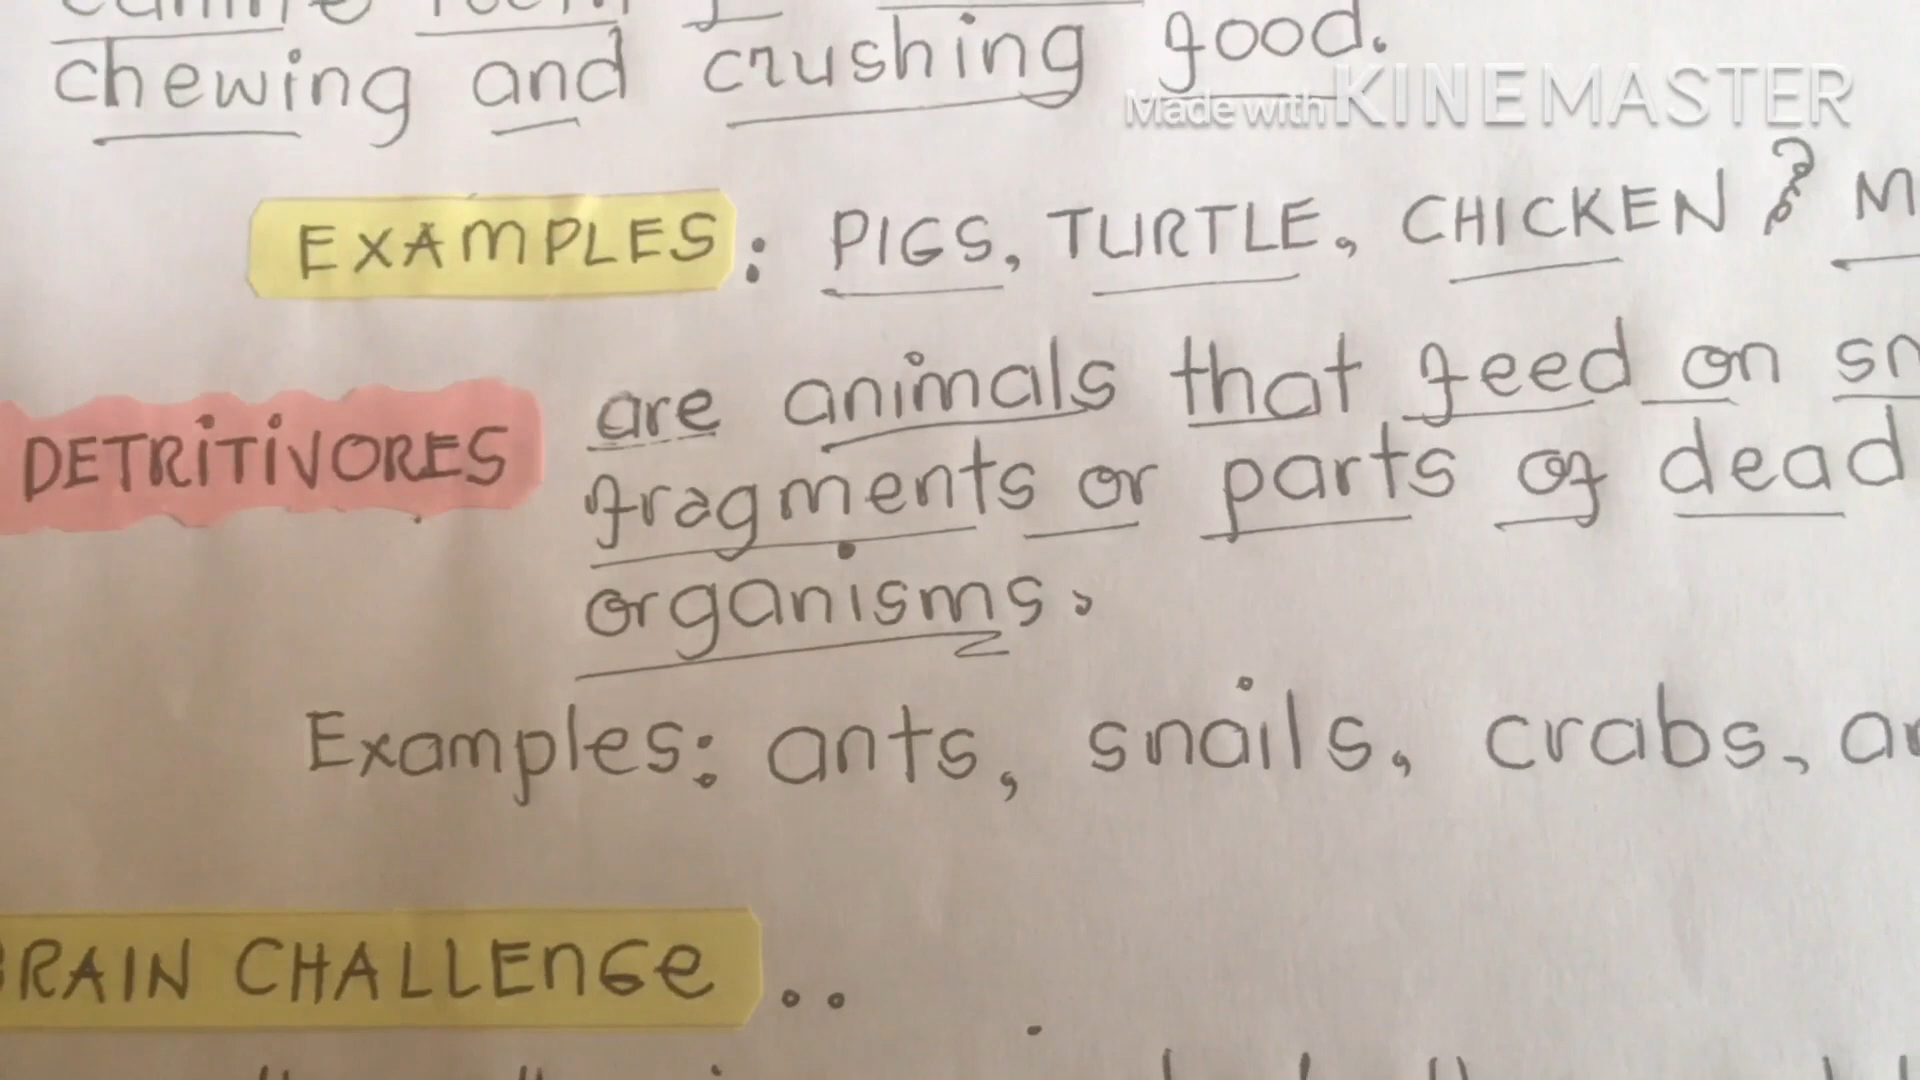 chewing and crushing food.
Made with KINEMASTER
EXAMPLES: PIGS, TURTLE, CHICKEN &
DETRITIVORES are animals that feed on
fragments or parts of dead
organisms.
Examples: ants, snails, crabs,
BRAIN CHALLENGE..